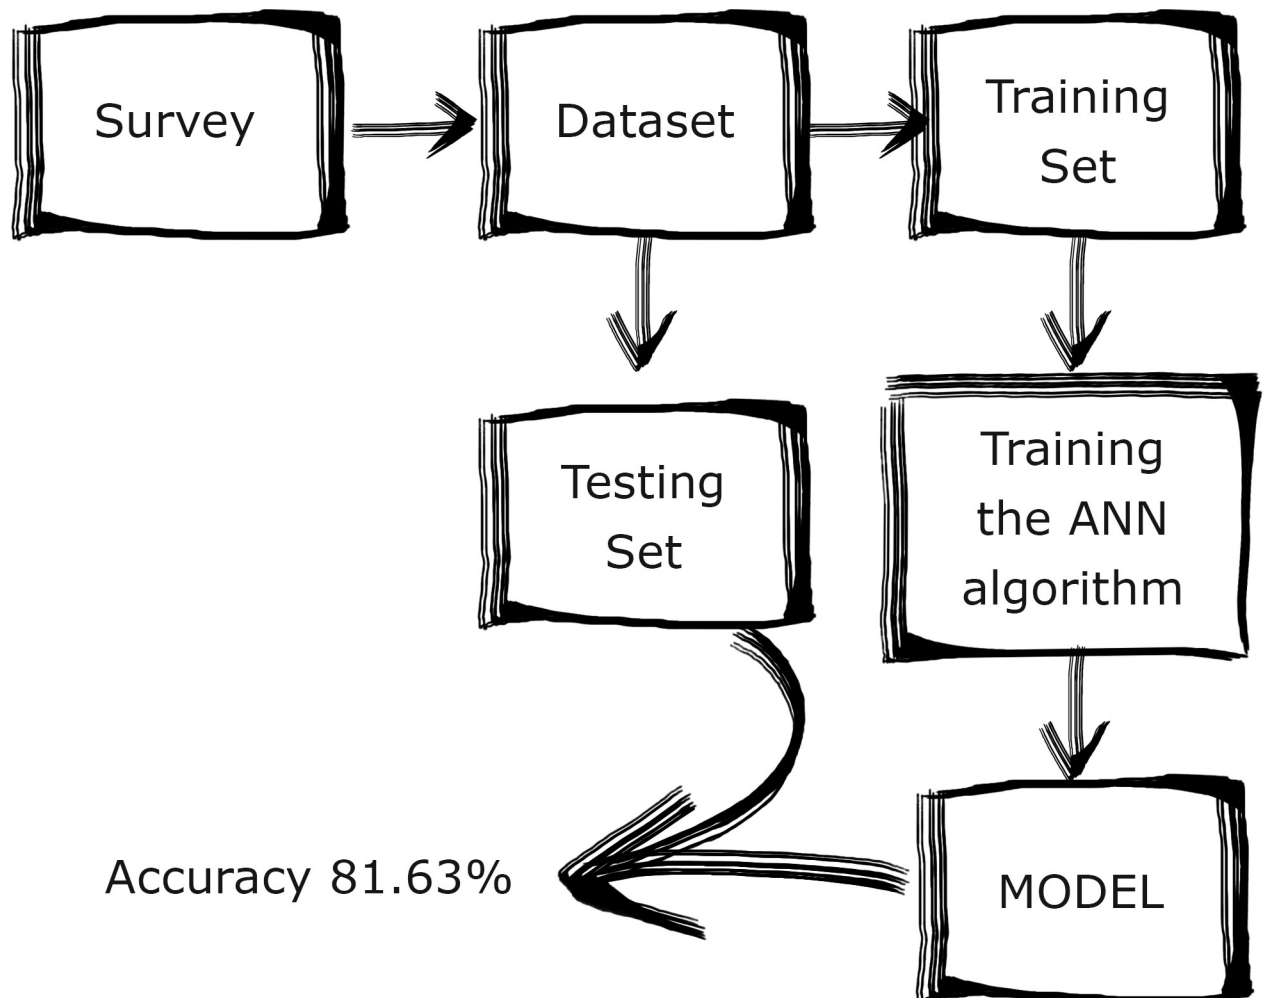 Survey
Dataset
Training
Set
Testing
Set
Training
the ANN
algorithm
Accuracy 81.63%
MODEL